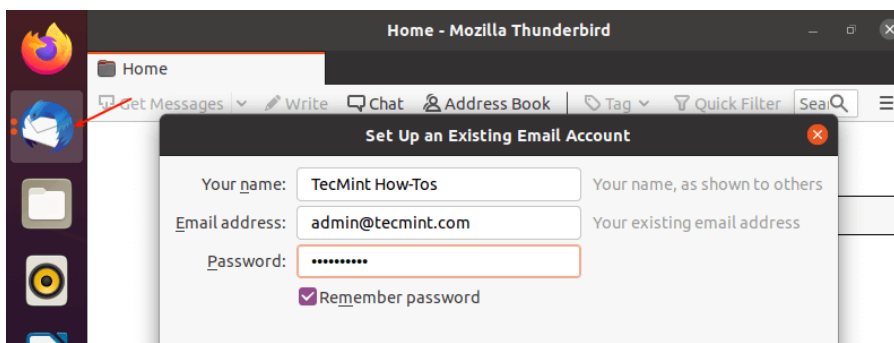 Home - Mozilla Thunderbird
Home
Get Messages Write Chat Address Book Tag Quick Filter
Set Up an Existing Email Account
Your name: TecMint How-Tos Your name, as shown to others
Email address: admin@tecmint.com Your existing email address
Password: ••••••••••
Remember password